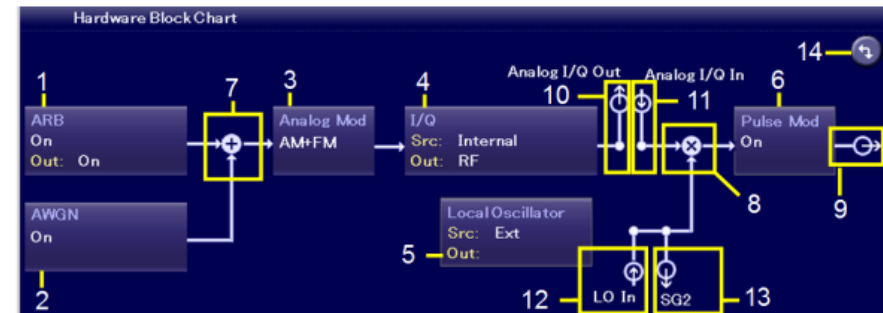 Hardware Block Chart
14
1
7
3
4
Analog I/Q Out
Analog I/Q In
6
10
11
ARB
On
Out: On
Analog Mod
AM+FM
I/Q
Src: Internal
Out: RF
Pulse Mod
On
8
9
AWGN
On
Local Oscillator
Src: Ext
Out:
5
2
12
LO In
SG2
13